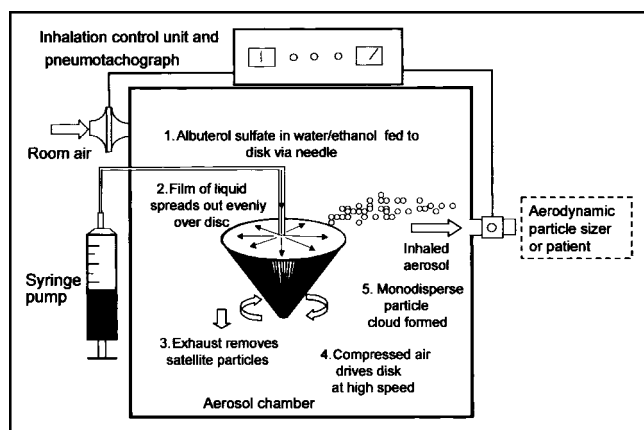 Inhalation control unit and
pneumotachograph
Room air
1. Albuterol sulfate in water/ethanol fed to
disk via needle
2. Film of liquid
spreads out evenly
over disc
Syringe
pump
Inhaled
aerosol
Aerodynamic
particle sizer
or patient
5. Monodisperse
particle
cloud formed
3. Exhaust removes
satellite particles
4. Compressed air
drives disk
at high speed
Aerosol chamber